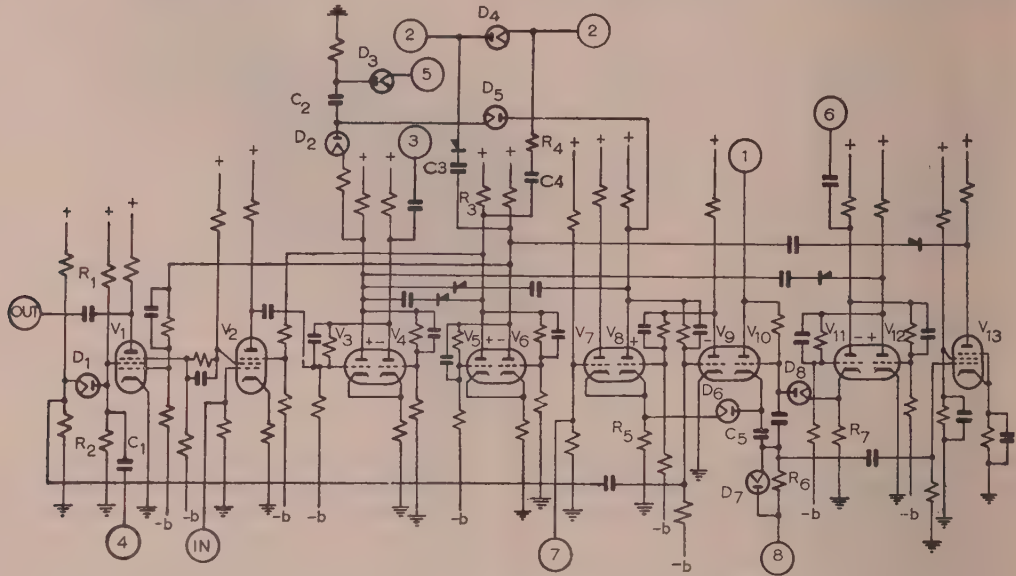 D4
2
2
D3
5
C2
D5
D2
3
C3
R4
C4
R3
6
1
+ + + + + + + + + + + + + + +
R1
OUT
V1
V2
V3
+ -
V4
V5
+ -
V6
V7
V8
+
-
V9
V10
V11
- +
V12
V13
D1
D8
D6
R2
C1
R5
C5
R7
R6
D7
-b
-b
-b
-b
-b
-b
-b
-b
-b
4
IN
7
8